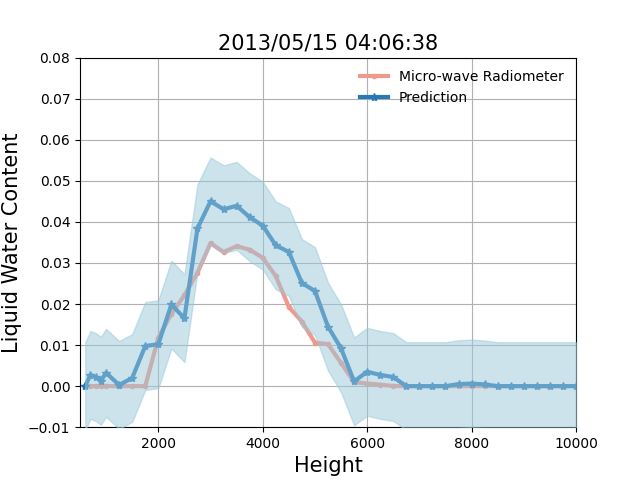 2013/05/15 04:06:38
0.08
0.07
0.06
0.05
0.04
0.03
0.02
0.01
0.00
−0.01
Liquid Water Content
Micro-wave Radiometer
Prediction
2000 4000 6000 8000 10000
Height